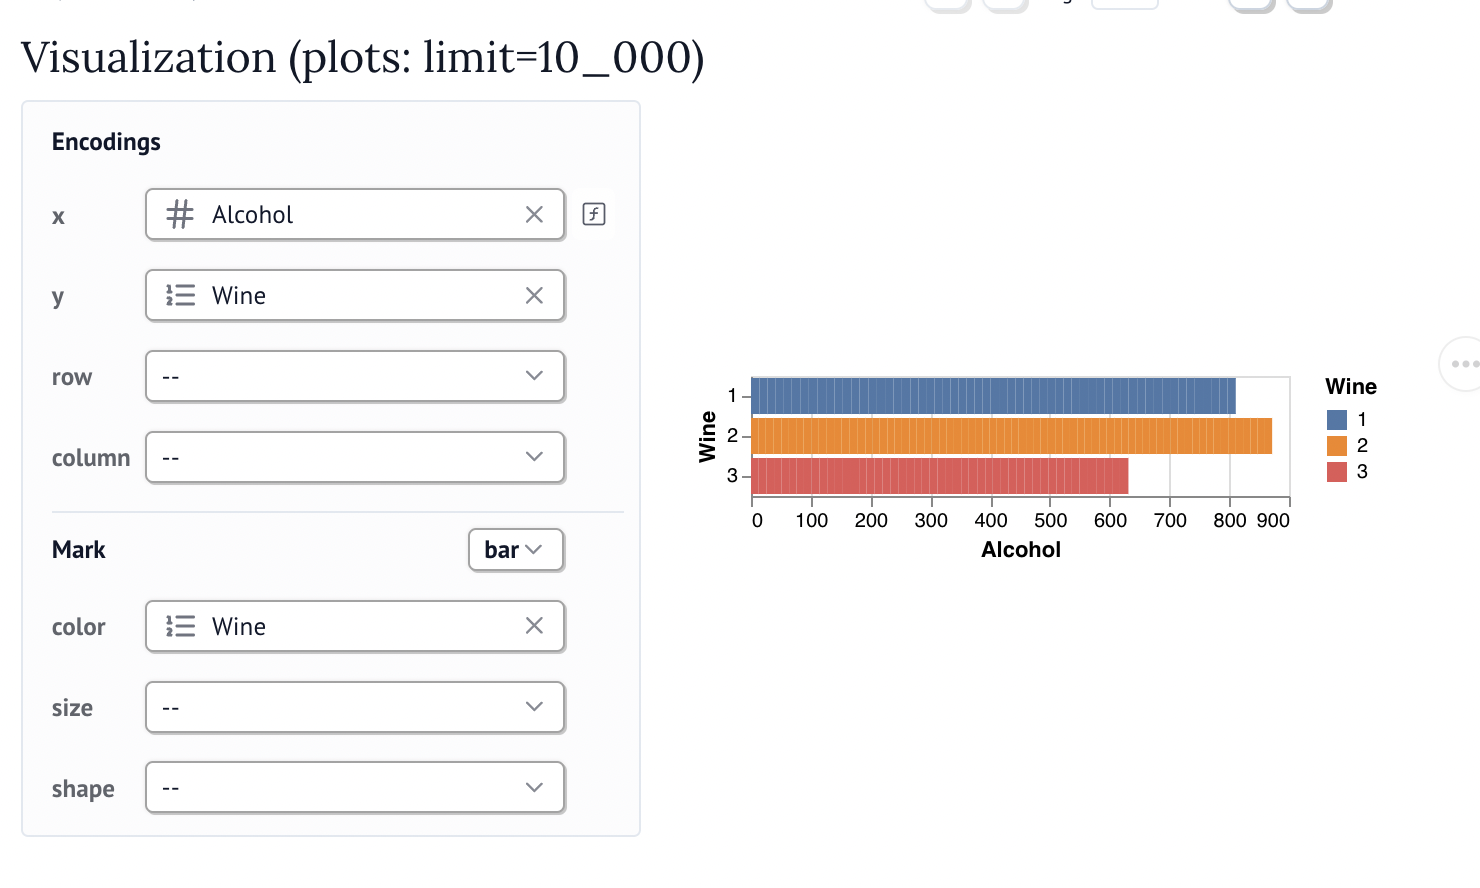 Visualization (plots: limit=10_000)
Encodings
x
Alcohol
y
Wine
row
--
column
--
Mark
bar
color
Wine
size
--
shape
--
Wine
1
2
3
0 100 200 300 400 500 600 700 800 900
Alcohol
Wine
1
2
3